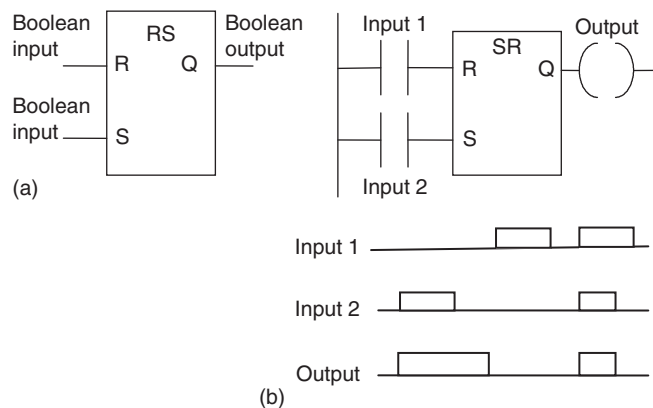 Boolean
input
RS
Boolean
output
R
Q
Boolean
input
S
(a)
Input 1
Output
SR
R
Q
S
Input 2
Input 1
Input 2
Output
(b)